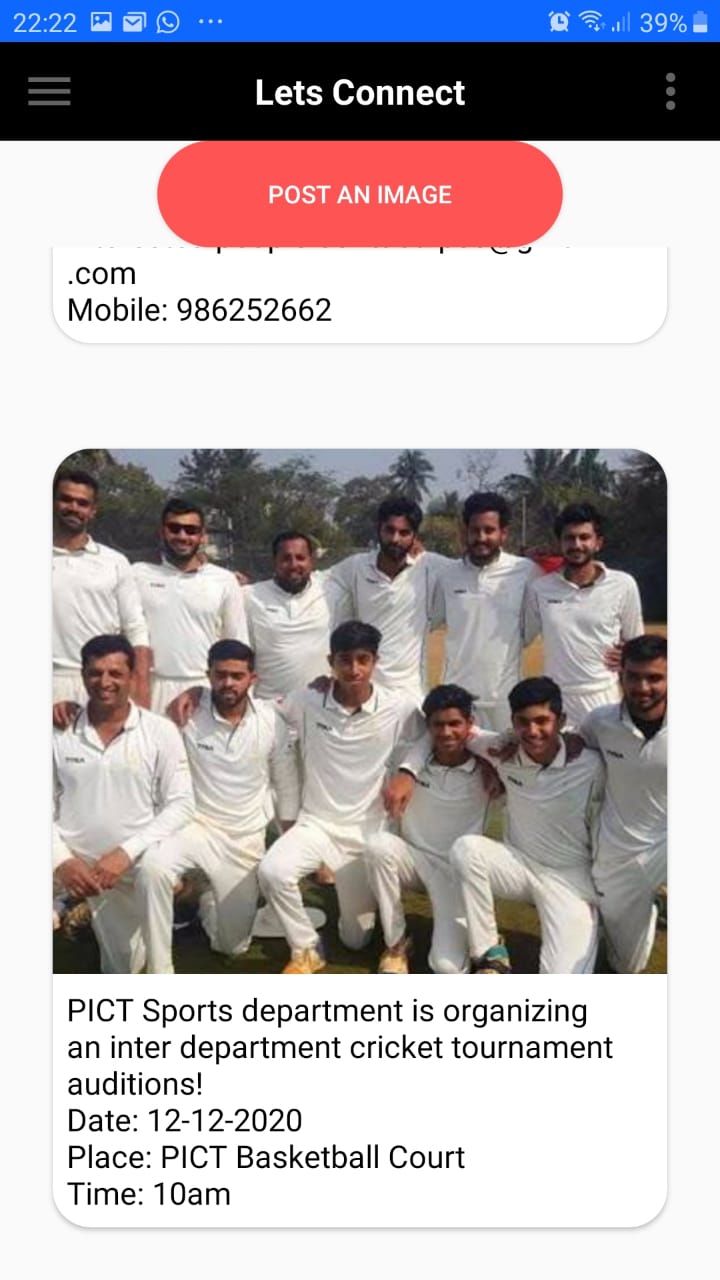 22:22
39%
Lets Connect
POST AN IMAGE
.com
Mobile: 986252662
PICT Sports department is organizing
an inter department cricket tournament
auditions!
Date: 12-12-2020
Place: PICT Basketball Court
Time: 10am